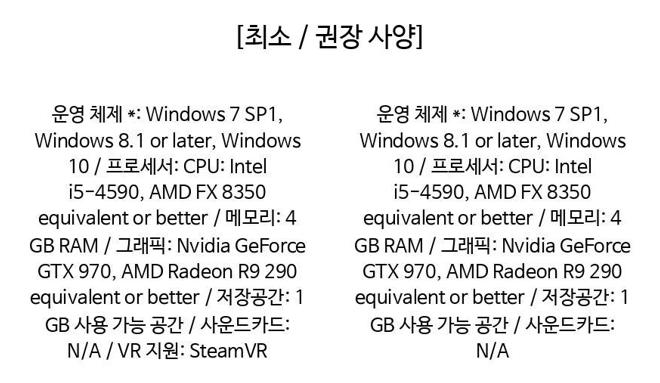 [최소 / 권장 사양]
운영 체제 *: Windows 7 SP1,
Windows 8.1 or later, Windows
10 / 프로세서: CPU: Intel
i5-4590, AMD FX 8350
equivalent or better / 메모리: 4
GB RAM / 그래픽: Nvidia GeForce
GTX 970, AMD Radeon R9 290
equivalent or better / 저장공간: 1
GB 사용 가능 공간 / 사운드카드:
N/A / VR 지원: SteamVR
운영 체제 *: Windows 7 SP1,
Windows 8.1 or later, Windows
10 / 프로세서: CPU: Intel
i5-4590, AMD FX 8350
equivalent or better / 메모리: 4
GB RAM / 그래픽: Nvidia GeForce
GTX 970, AMD Radeon R9 290
equivalent or better / 저장공간: 1
GB 사용 가능 공간 / 사운드카드:
N/A